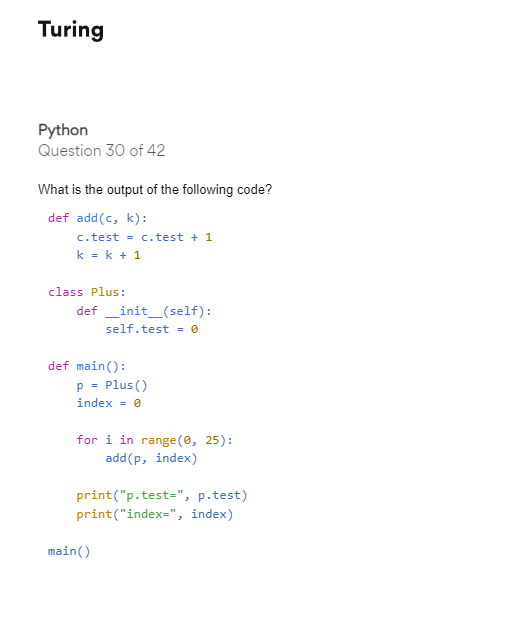 Turing
Python
Question 30 of 42
What is the output of the following code?
def add(c, k):
    c.test = c.test + 1
    k = k + 1
class Plus:
    def __init__(self):
        self.test = 0
def main():
    p = Plus()
    index = 0
    for i in range(0, 25):
        add(p, index)
    print("p.test=", p.test)
    print("index=", index)
main()